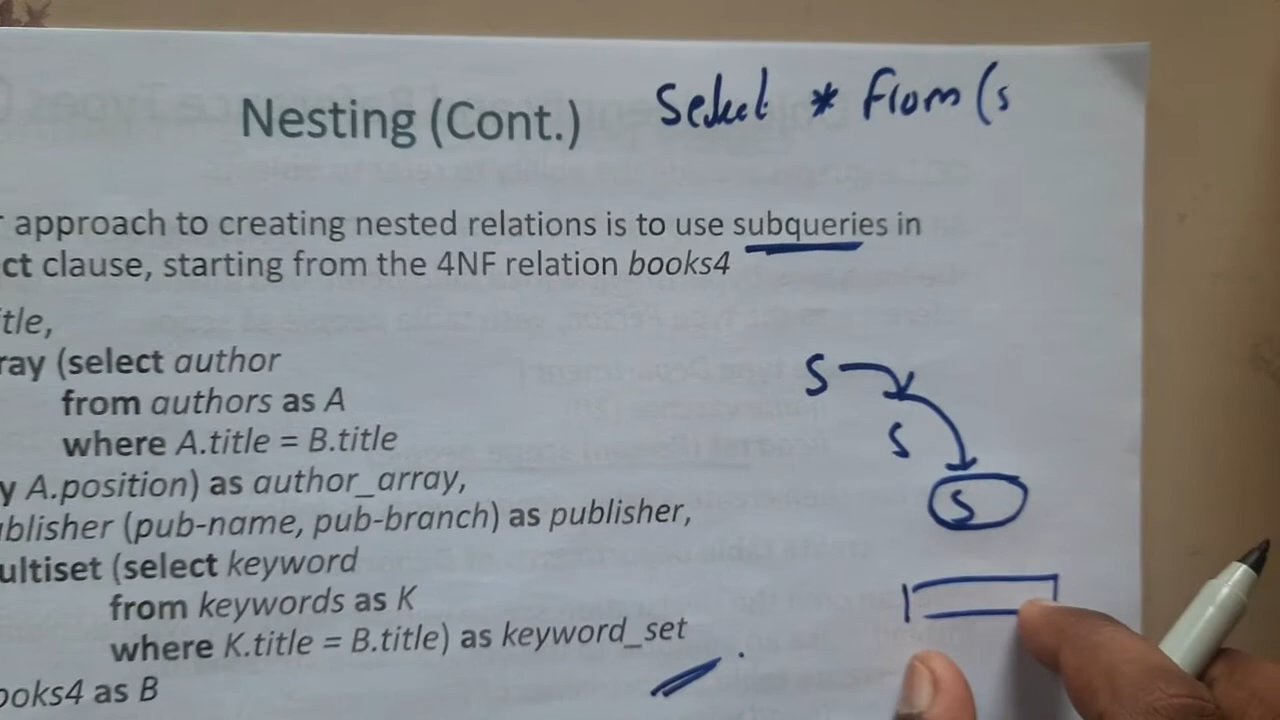 Nesting (Cont.)
Select * From (s
approach to creating nested relations is to use subqueries in
ct clause, starting from the 4NF relation books4
itle,
ray (select author
from authors as A
where A.title = B.title
y A.position) as author_array,
ublisher (pub-name, pub-branch) as publisher,
ultiset (select keyword
from keywords as K
where K.title = B.title) as keyword_set
ooks4 as B
S
S
S